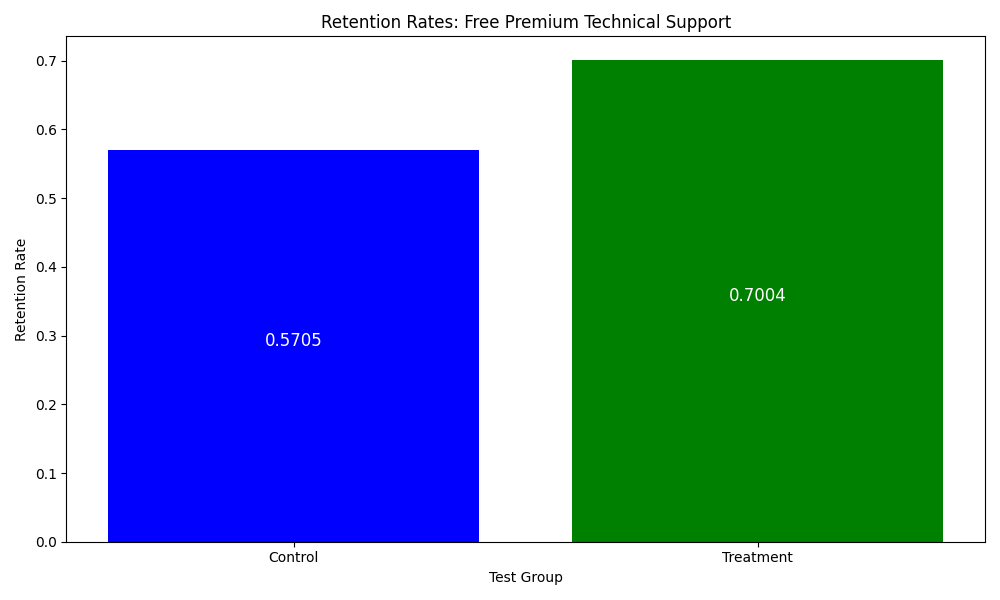 Retention Rates: Free Premium Technical Support
Retention Rate
0.7
0.6
0.5
0.4
0.3
0.2
0.1
0.0
0.5705
0.7004
Control
Treatment
Test Group